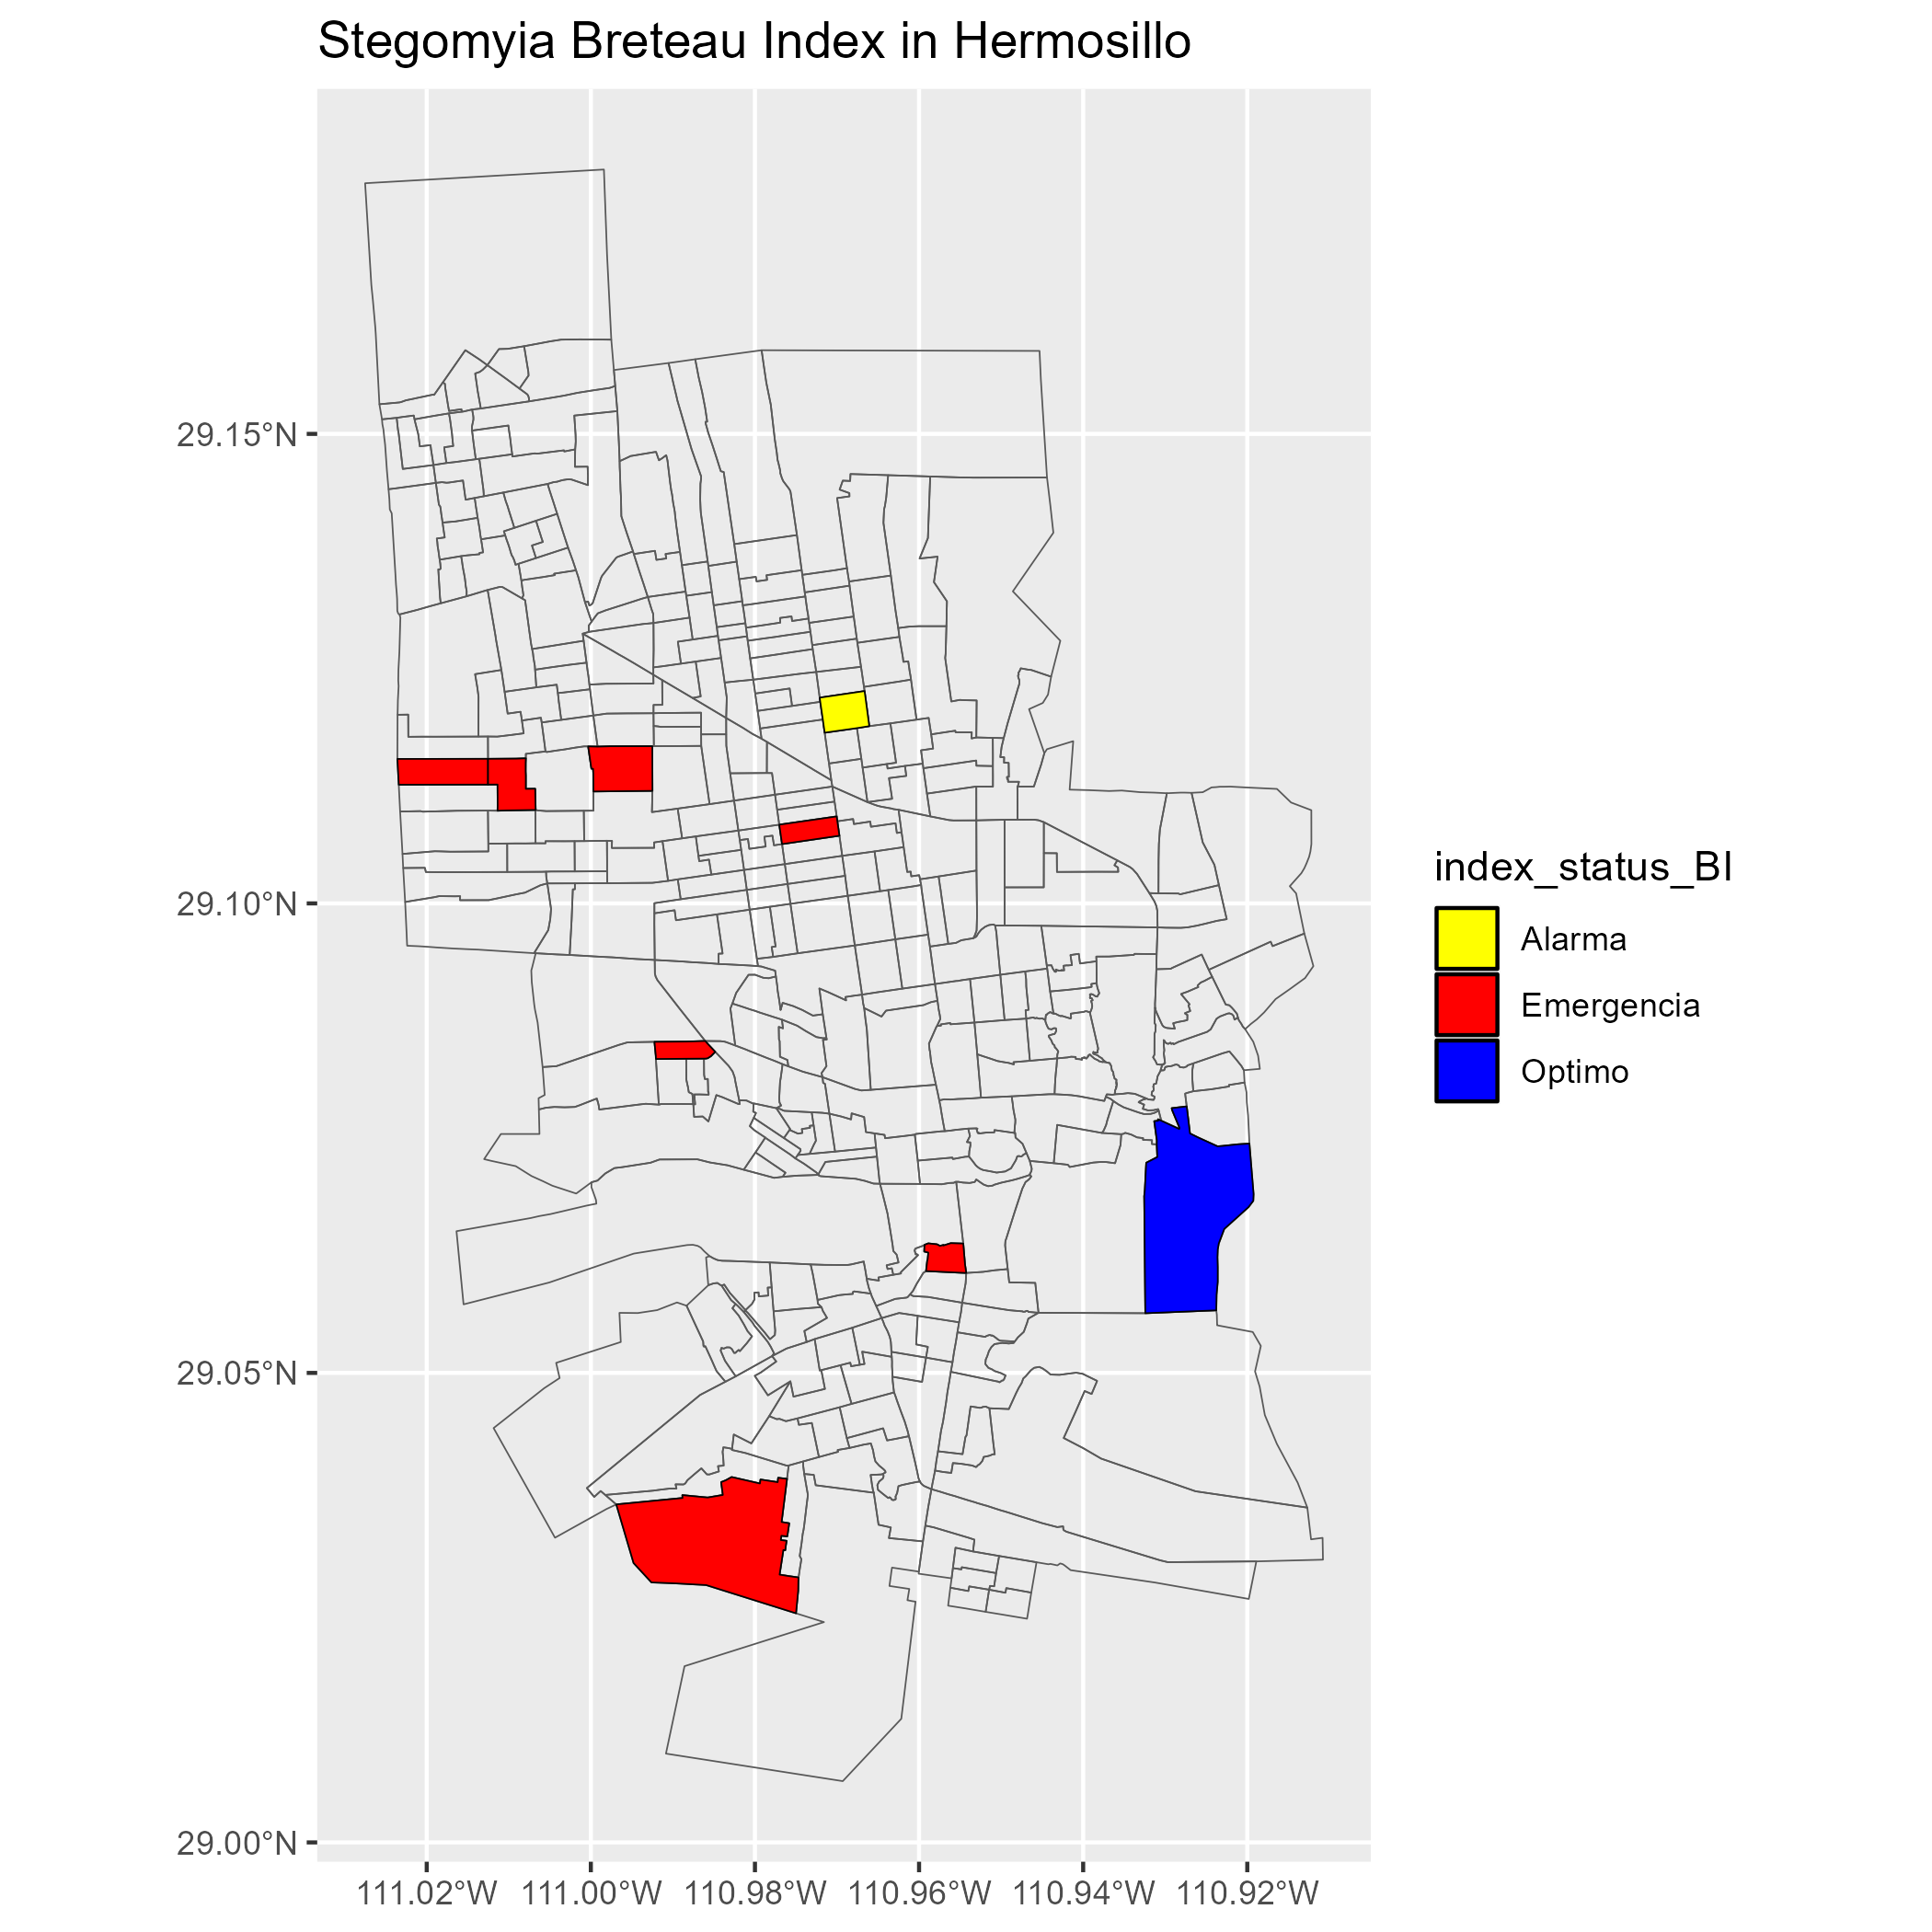 Stegomyia Breteau Index in Hermosillo
29.15°N
29.10°N
29.05°N
29.00°N
111.02°W 111.00°W 110.98°W 110.96°W 110.94°W 110.92°W
index_status_BI
Alarma
Emergencia
Optimo